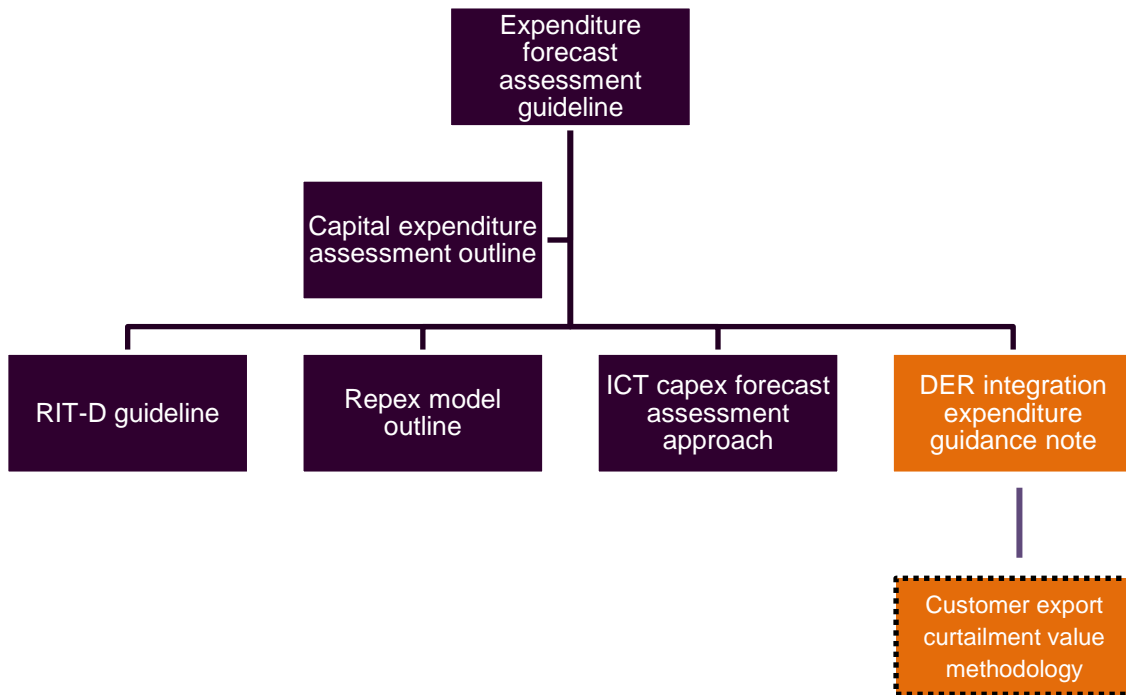 Expenditure
forecast
assessment
guideline
Capital expenditure
assessment outline
RIT-D guideline
Repex model
outline
ICT capex forecast
assessment
approach
DER integration
expenditure
guidance note
Customer export
curtailment value
methodology